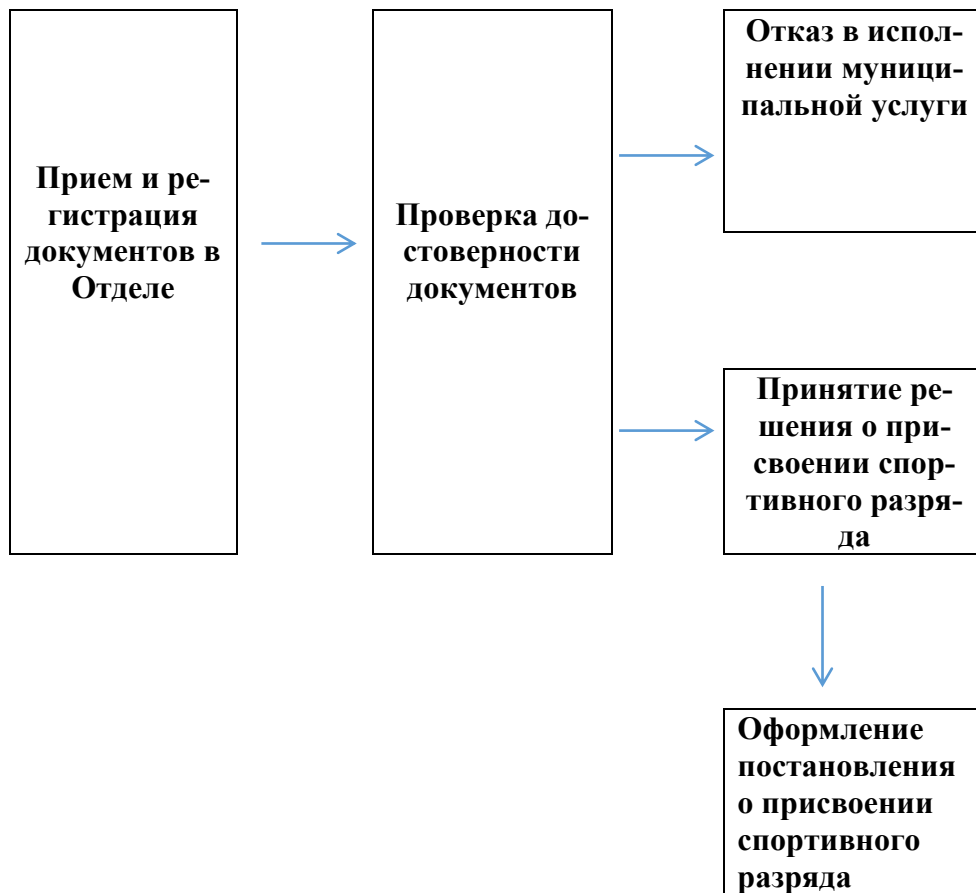 Прием и ре-
гистрация
документов в
Отделе
Проверка до-
стоверности
документов
Отказ в испол-
нении муници-
пальной услуги
Принятие ре-
шения о при-
своении спор-
тивного разря-
да
Оформление
постановления
о присвоении
спортивного
разряда